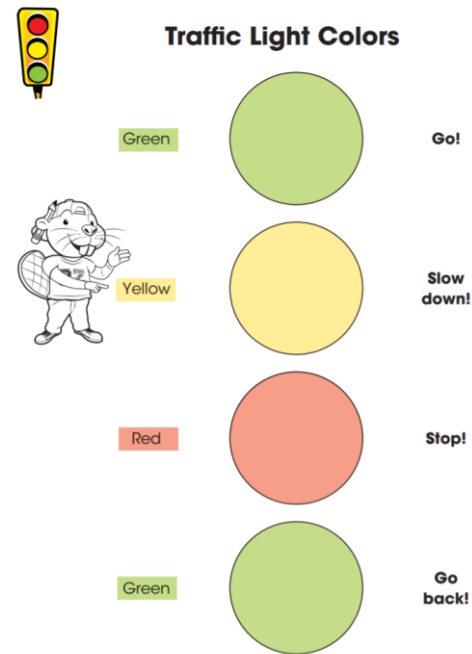 Traffic Light Colors
Green
Go!
Yellow
Slow
down!
Red
Stop!
Green
Go
back!